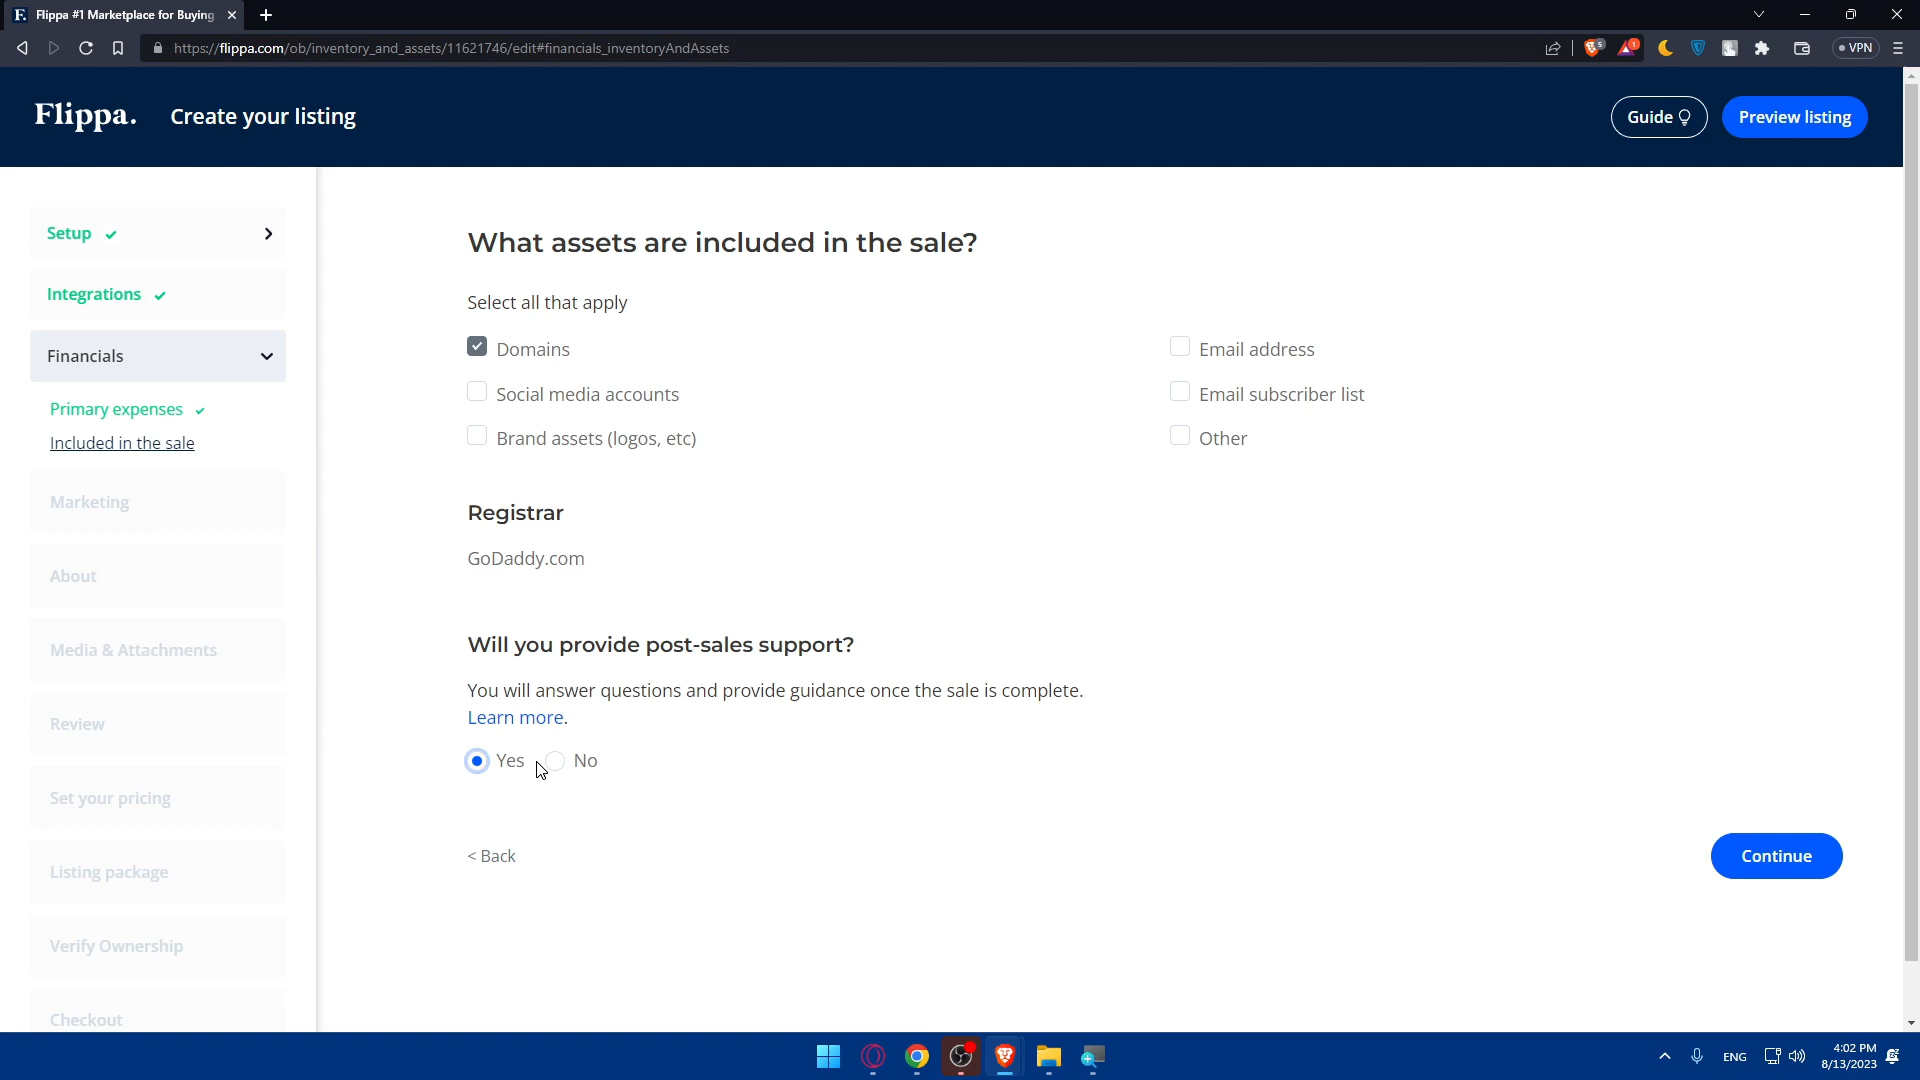 F. Flippa #1 Marketplace for Buying
https://flippa.com/ob/inventory_and_assets/11621746/edit#financials_inventoryAndAssets
5
1
VPN
Flippa.
Create your listing
Guide
Preview listing
Setup
Integrations
Financials
Primary expenses
Included in the sale
Marketing
About
Media & Attachments
Review
Set your pricing
Listing package
Verify Ownership
Checkout
What assets are included in the sale?
Select all that apply
Domains
Email address
Social media accounts
Email subscriber list
Brand assets (logos, etc)
Other
Registrar
GoDaddy.com
Will you provide post-sales support?
You will answer questions and provide guidance once the sale is complete.
Learn more.
Yes
No
< Back
Continue
ENG
4:02 PM
8/13/2023